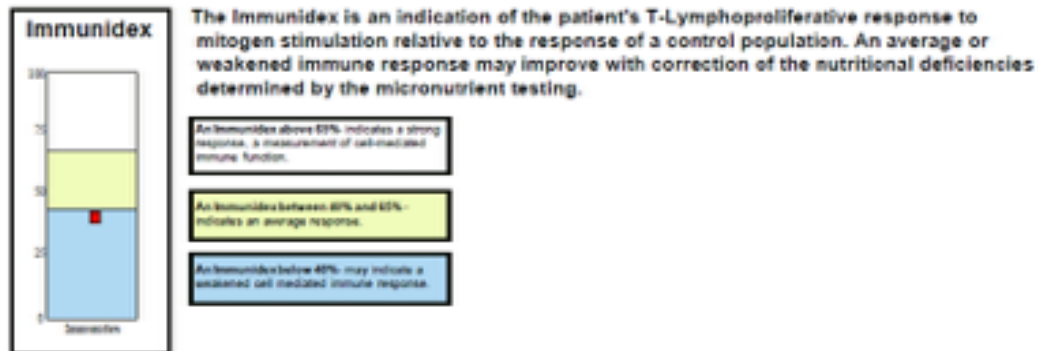 Immunidex
The Immunidex is an indication of the patient's T-Lymphoproliferative response to
mitogen stimulation relative to the response of a control population. An average or
weakened immune response may improve with correction of the nutritional deficiencies
determined by the micronutrient testing.
100
75
50
25
0
An Immunidex above 65%- indicates a strong
response, a measurement of cell-mediated
immune function.
An Immunidex between 40% and 65% -
indicates an average response.
An Immunidex below 40%- may indicate a
weakened cell mediated immune response.